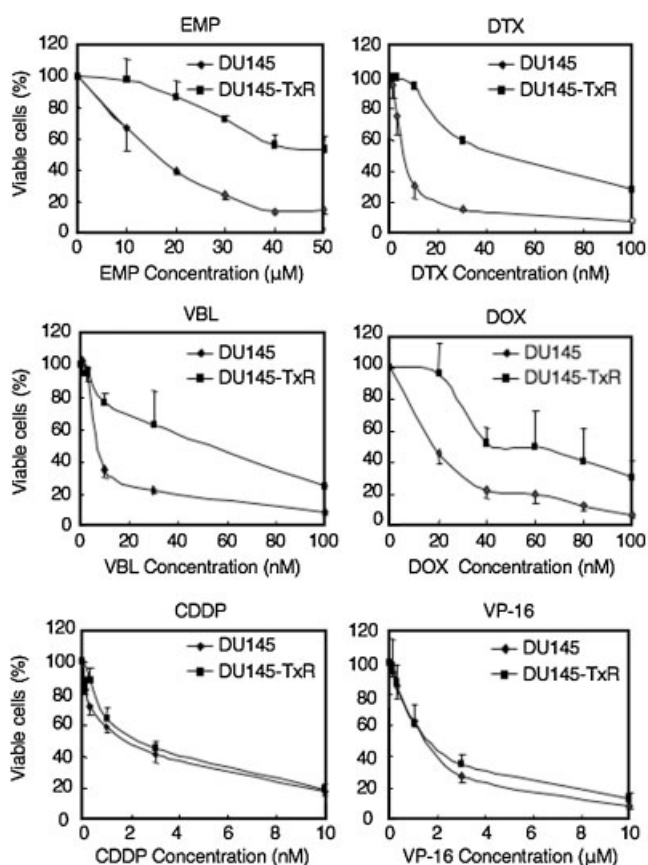 EMP
Viable cells (%)
120
100
80
60
40
20
0
DU145
DU145-TxR
0 10 20 30 40 50
EMP Concentration (µM)
DTX
120
100
80
60
40
20
0
DU145
DU145-TxR
0 20 40 60 80 100
DTX Concentration (nM)
VBL
Viable cells (%)
120
100
80
60
40
20
0
DU145
DU145-TxR
0 20 40 60 80 100
VBL Concentration (nM)
DOX
120
100
80
60
40
20
0
DU145
DU145-TxR
0 20 40 60 80 100
DOX Concentration (nM)
CDDP
Viable cells (%)
120
100
80
60
40
20
0
DU145
DU145-TxR
0 2 4 6 8 10
CDDP Concentration (nM)
VP-16
120
100
80
60
40
20
0
DU145
DU145-TxR
0 2 4 6 8 10
VP-16 Concentration (µM)